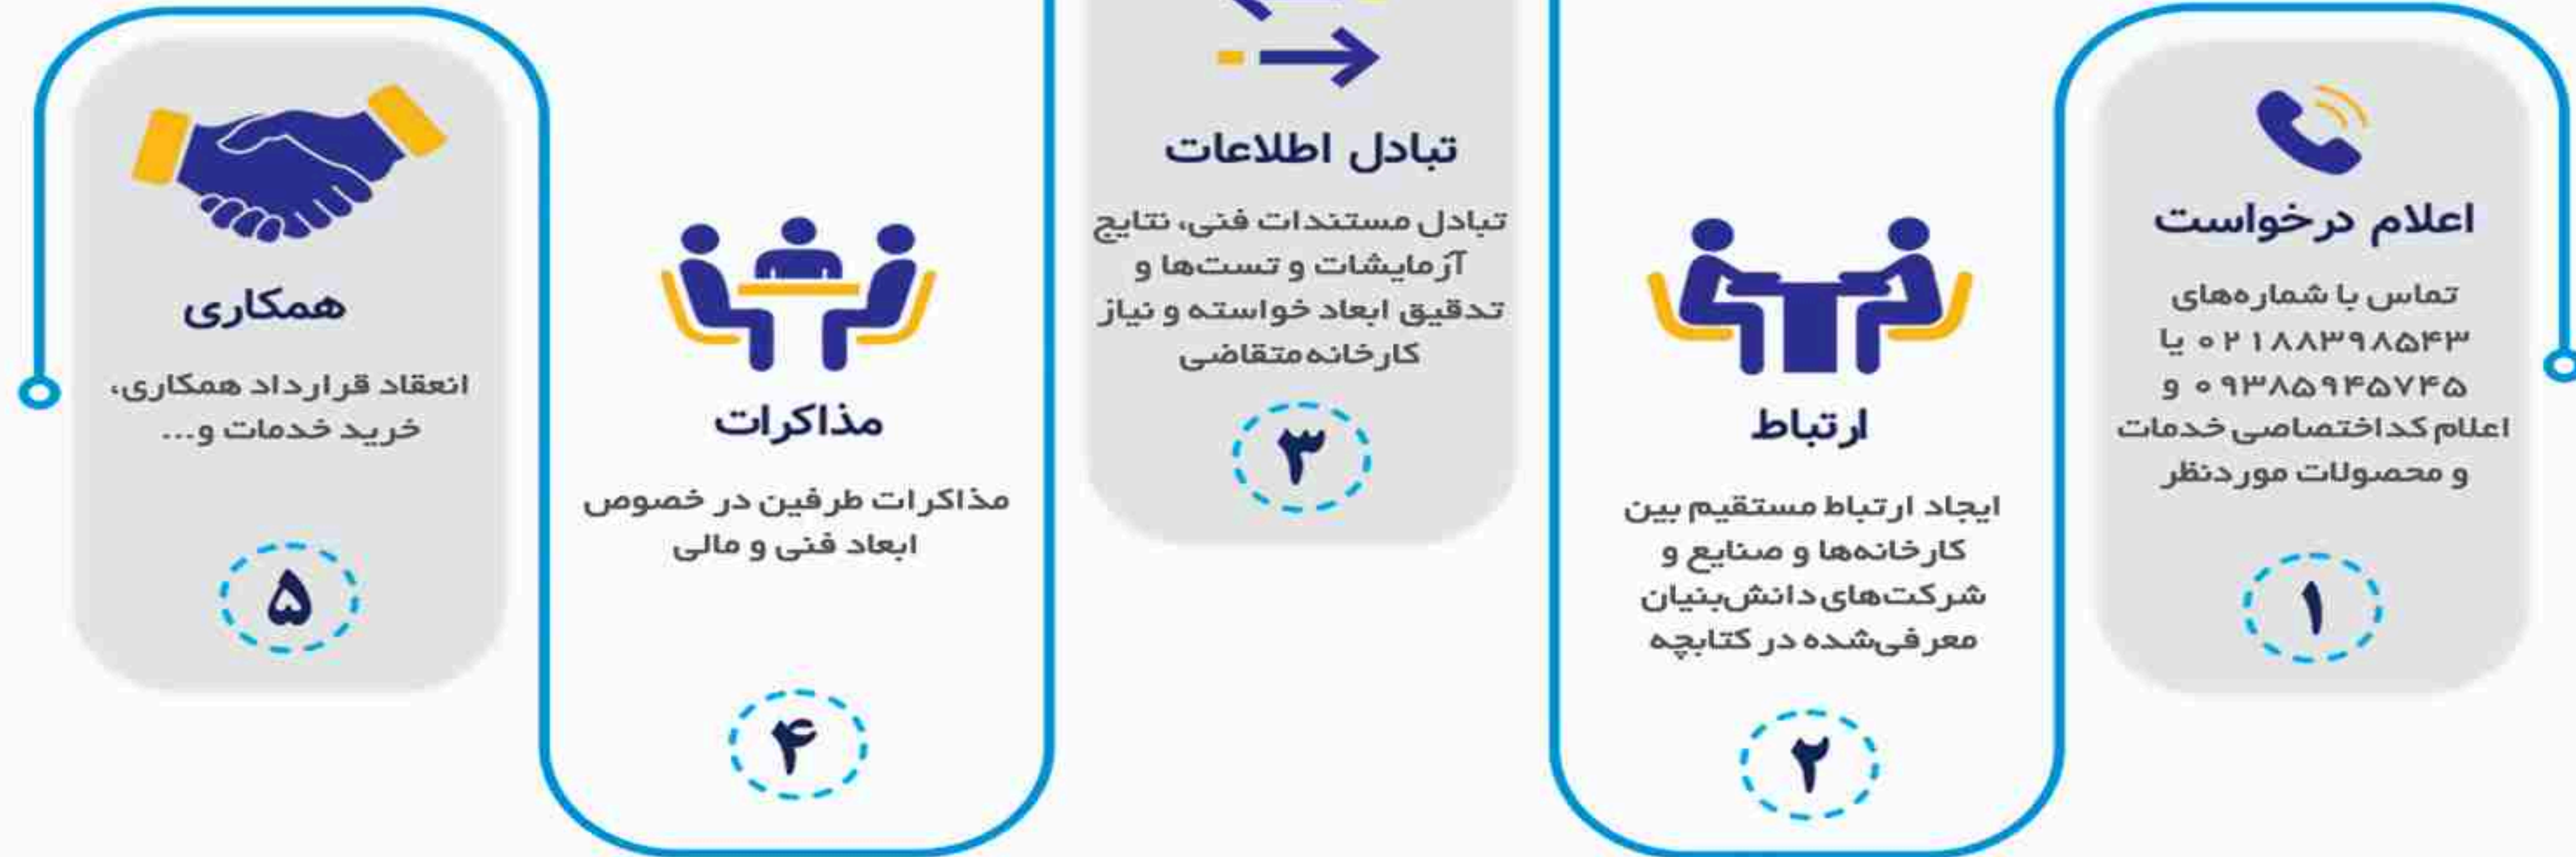 اعلام درخواست
تماس با شماره‌های
۰۲۱۸۸۳۹۸۵۴۳ یا
۰۹۳۸۵۹۴۵۷۴۵ و
اعلام کداختصاصی خدمات
و محصولات موردنظر
۱
ارتباط
ایجاد ارتباط مستقیم بین
کارخانه‌ها و صنایع و
شرکت‌های دانش‌بنیان
معرفی‌شده در کتابچه
۲
تبادل اطلاعات
تبادل مستندات فنی، نتایج
آزمایشات و تست‌ها و
تدقیق ابعاد خواسته و نیاز
کارخانه متقاضی
۳
مذاکرات
مذاکرات طرفین در خصوص
ابعاد فنی و مالی
۴
همکاری
انعقاد قرارداد همکاری،
خرید خدمات و...
۵